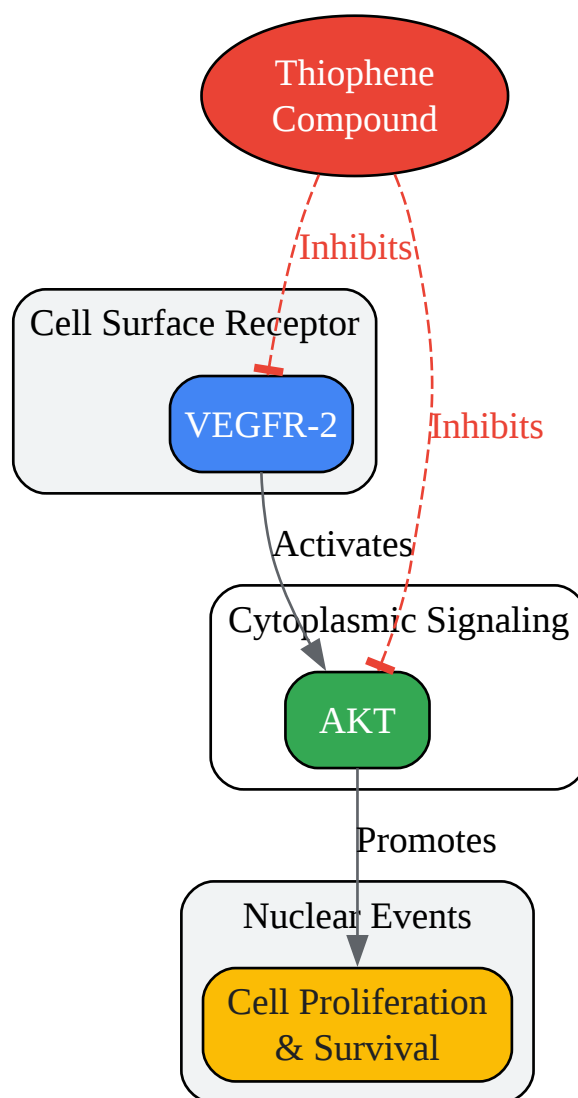 Thiophene
Compound
Inhibits
Cell Surface Receptor
VEGFR-2
Inhibits
Activates
Cytoplasmic Signaling
AKT
Promotes
Nuclear Events
Cell Proliferation
& Survival